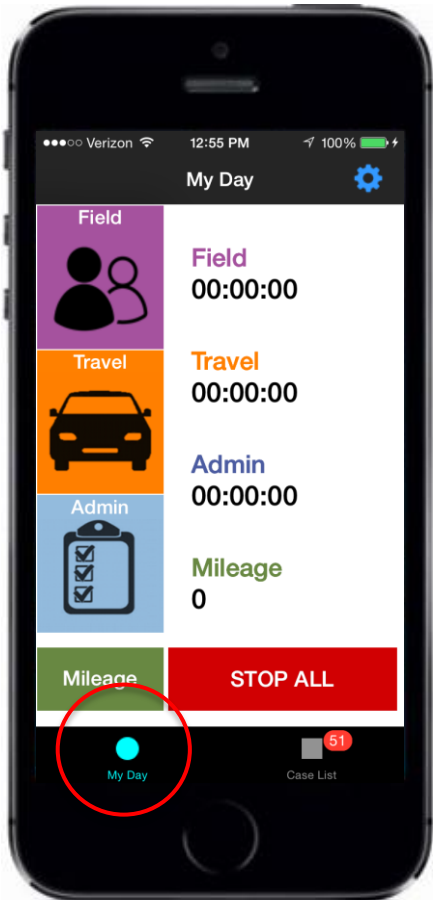 Verizon 12:55 PM 100%
My Day
Field
Field
00:00:00
Travel
Travel
00:00:00
Admin
Admin
00:00:00
Mileage
0
Mileage STOP ALL
51
My Day Case List